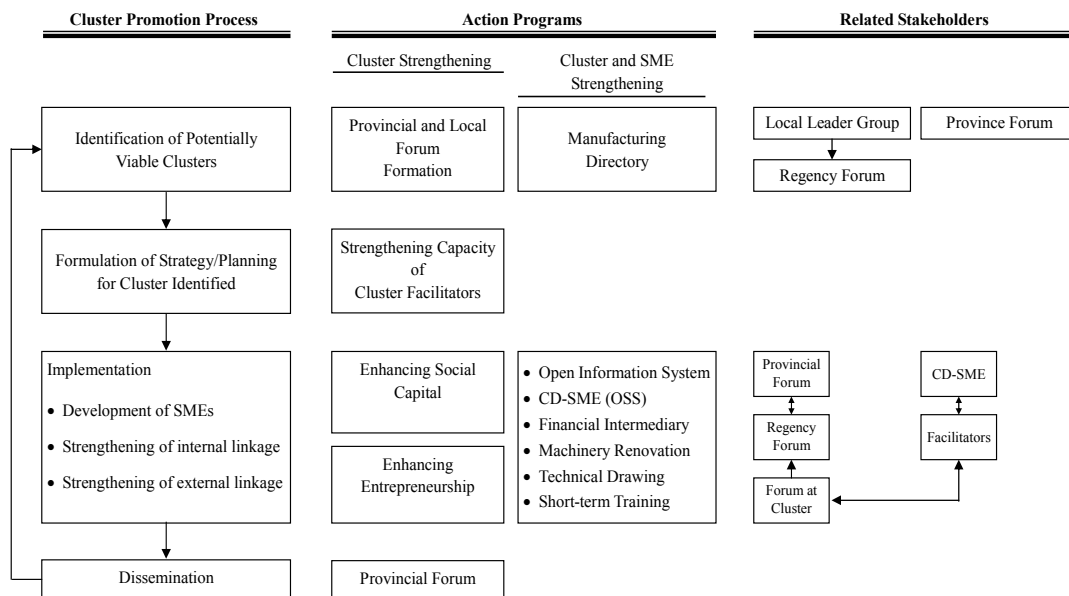 Cluster Promotion Process
Action Programs
Related Stakeholders
Cluster Strengthening
Cluster and SME
Strengthening
Identification of Potentially
Viable Clusters
Provincial and Local
Forum
Formation
Manufacturing
Directory
Local Leader Group
Province Forum
Regency Forum
Formulation of Strategy/Planning
for Cluster Identified
Strengthening Capacity
of
Cluster Facilitators
Implementation
• Development of SMEs
• Strengthening of internal linkage
• Strengthening of external linkage
Enhancing Social
Capital
Enhancing
Entrepreneurship
• Open Information System
• CD-SME (OSS)
• Financial Intermediary
• Machinery Renovation
• Technical Drawing
• Short-term Training
Provincial
Forum
CD-SME
Regency
Forum
Facilitators
Forum at
Cluster
Dissemination
Provincial Forum